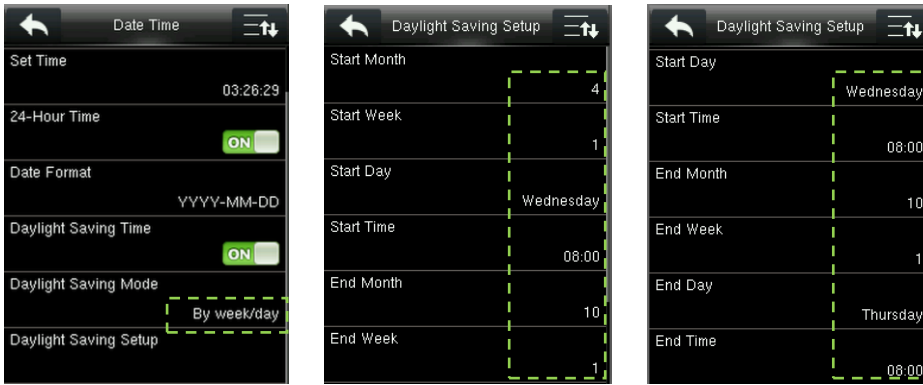 Date Time
Set Time
03:26:29
24-Hour Time
ON
Date Format
YYYY-MM-DD
Daylight Saving Time
ON
Daylight Saving Mode
By week/day
Daylight Saving Setup
Daylight Saving Setup
Start Month
4
Start Week
1
Start Day
Wednesday
Start Time
08:00
End Month
10
End Week
1
Daylight Saving Setup
Start Day
Wednesday
Start Time
08:00
End Month
10
End Week
1
End Day
Thursday
End Time
08:00